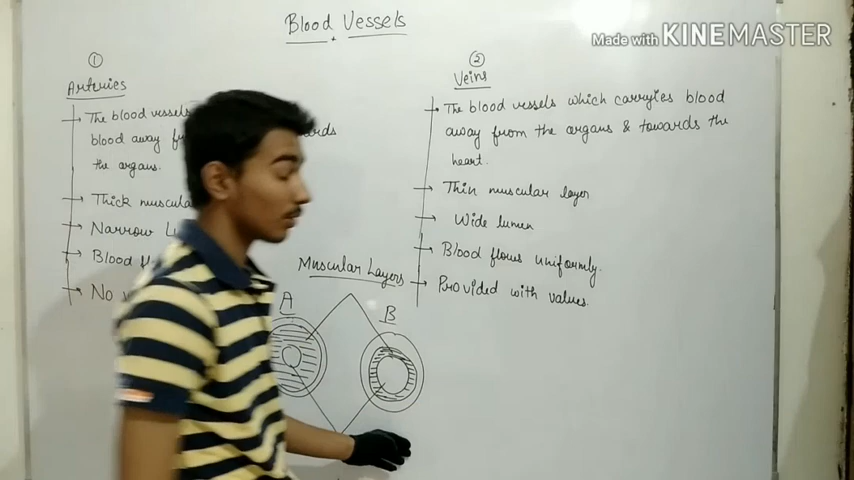 Blood Vessels
Made with KINEMASTER
①
Arteries
The blood vessels
blood away
the organs.
Thick muscula
Narrow
Blood
No
②
Veins
The blood vessels which carryies blood
away from the organs & towards the
heart.
Thin muscular layer
Wide lumen
Blood flows uniformly.
Provided with valves.
Muscular Layers
A
B